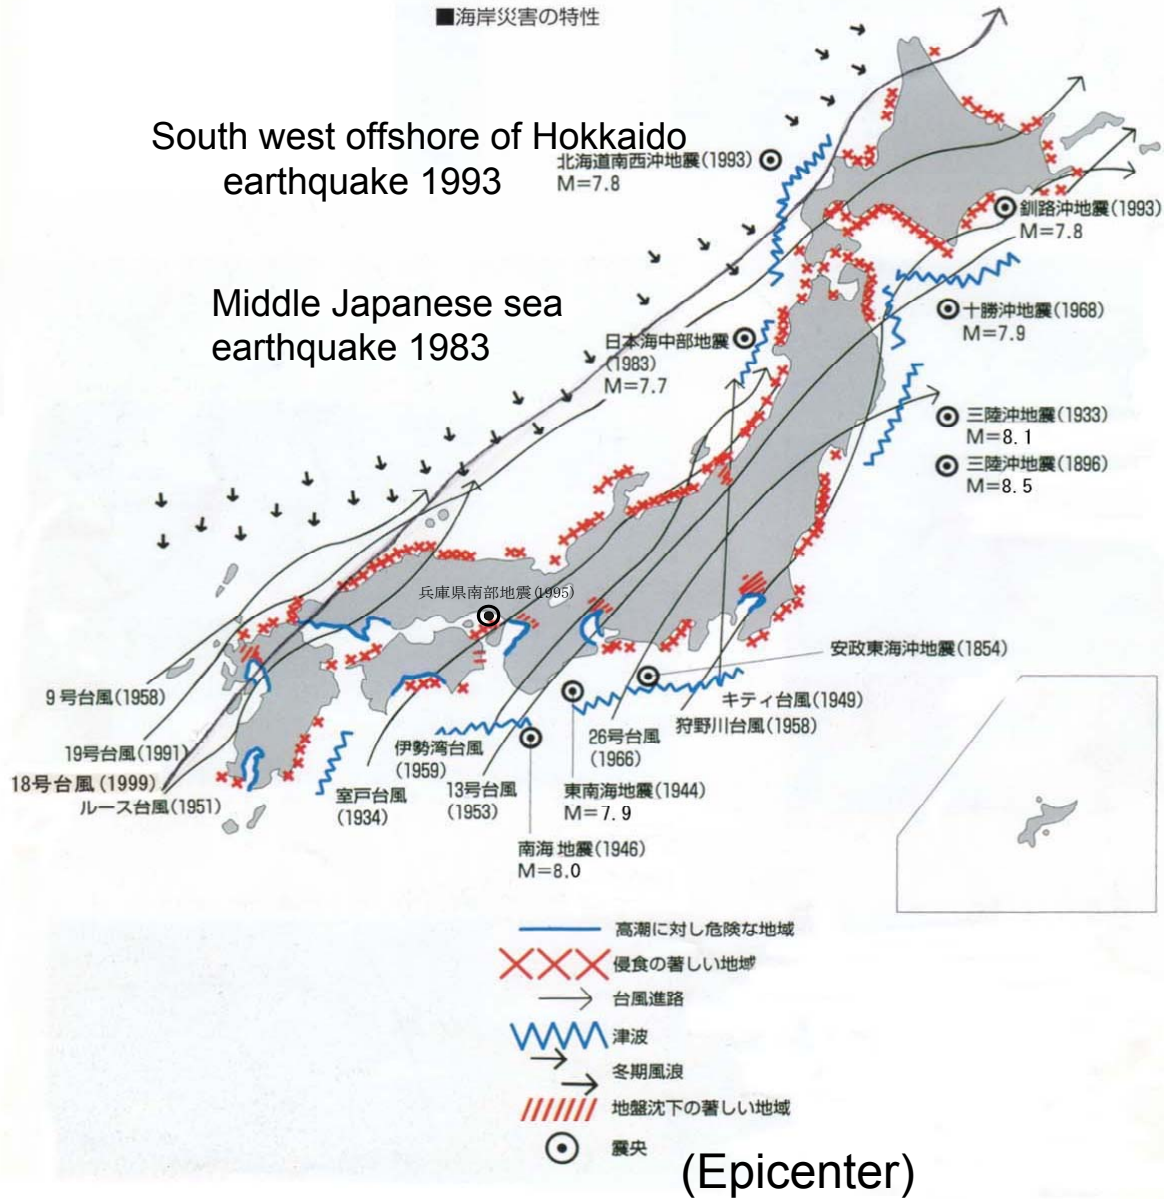 ■海岸災害の特性
South west offshore of Hokkaido
earthquake 1993
北海道南西沖地震(1993)
M=7.8
釧路沖地震(1993)
M=7.8
Middle Japanese sea
earthquake 1983
十勝沖地震(1968)
M=7.9
日本海中部地震
(1983)
M=7.7
三陸沖地震(1933)
M=8.1
三陸沖地震(1896)
M=8.5
兵庫県南部地震(1995)
安政東海沖地震(1854)
9号台風(1958)
キティ台風(1949)
狩野川台風(1958)
19号台風(1991)
伊勢湾台風
(1959)
26号台風
(1966)
18号台風(1999)
ルース台風(1951)
室戸台風
(1934)
13号台風
(1953)
東南海地震(1944)
M=7.9
南海地震(1946)
M=8.0
高潮に対し危険な地域
侵食の著しい地域
台風進路
津波
冬期風浪
地盤沈下の著しい地域
震央
(Epicenter)